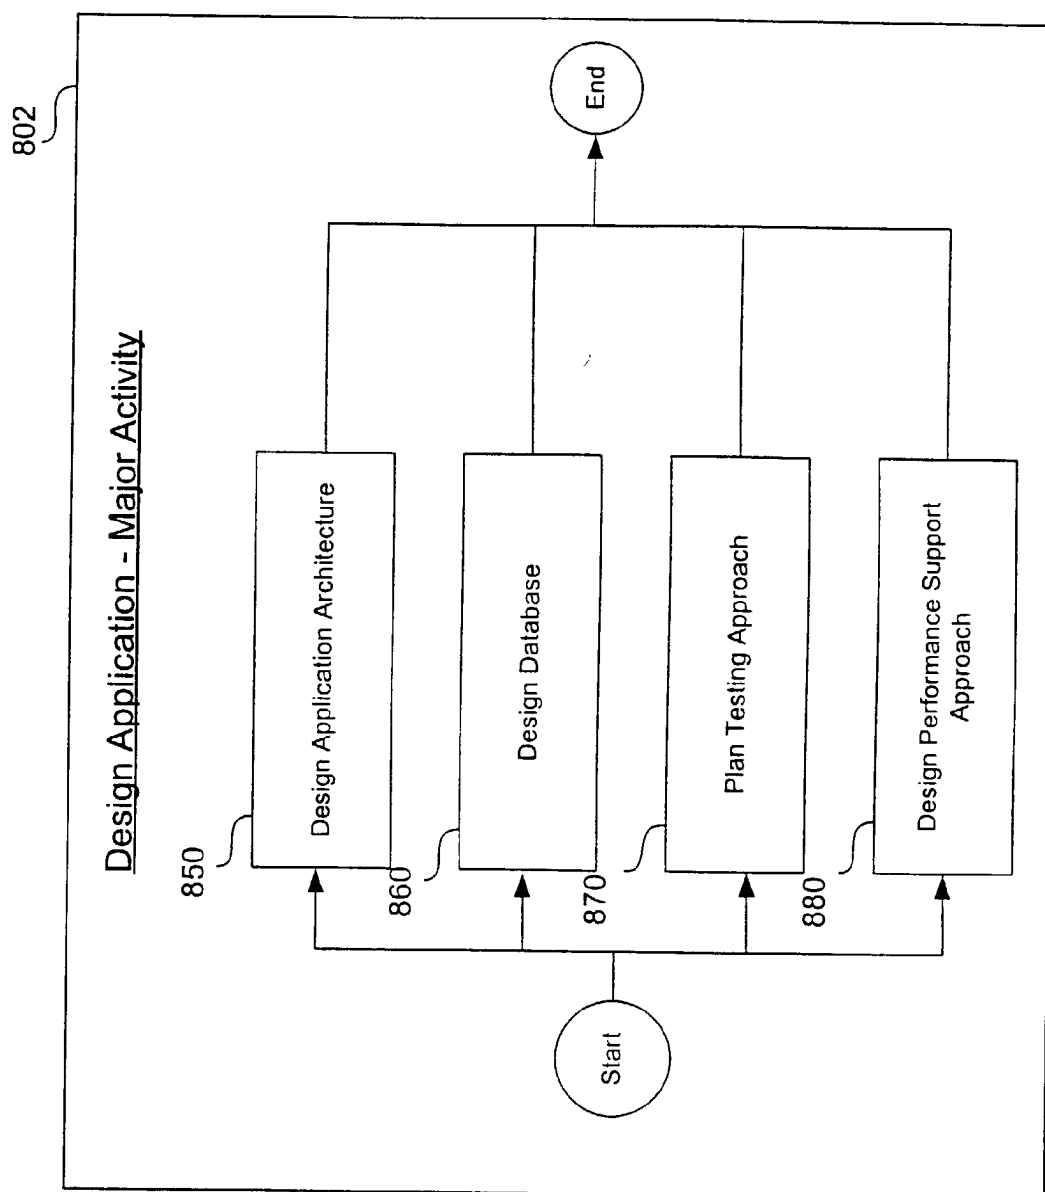 802
Design Application - Major Activity
850
Design Application Architecture
860
Design Database
870
Plan Testing Approach
880
Design Performance Support
Approach
Start
End